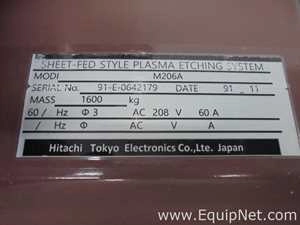 SHEET-FED STYLE PLASMA ETCHING SYSTEM
MODEL M206A
SERIAL No. 91-E-0642179 DATE 91 11
MASS 1600 kg
60 / Hz Φ 3 AC 208 V 60 A
/ Hz Φ AC V A
Hitachi Tokyo Electronics Co.,Ltd. Japan
www.EquipNet.com